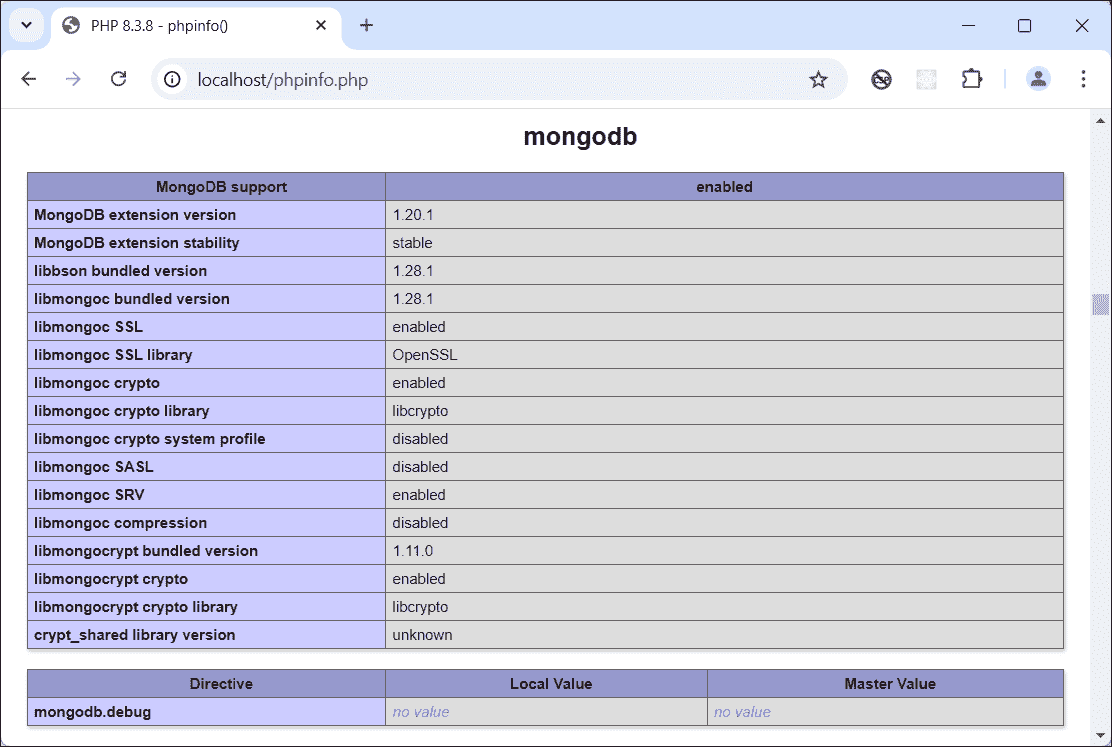 PHP 8.3.8 - phpinfo()
localhost/phpinfo.php
mongodb
MongoDB support enabled
MongoDB extension version 1.20.1
MongoDB extension stability stable
libbson bundled version 1.28.1
libmongoc bundled version 1.28.1
libmongoc SSL enabled
libmongoc SSL library OpenSSL
libmongoc crypto enabled
libmongoc crypto library libcrypto
libmongoc crypto system profile disabled
libmongoc SASL disabled
libmongoc SRV enabled
libmongoc compression disabled
libmongocrypt bundled version 1.11.0
libmongocrypt crypto enabled
libmongocrypt crypto library libcrypto
crypt_shared library version unknown
Directive Local Value Master Value
mongodb.debug no value no value